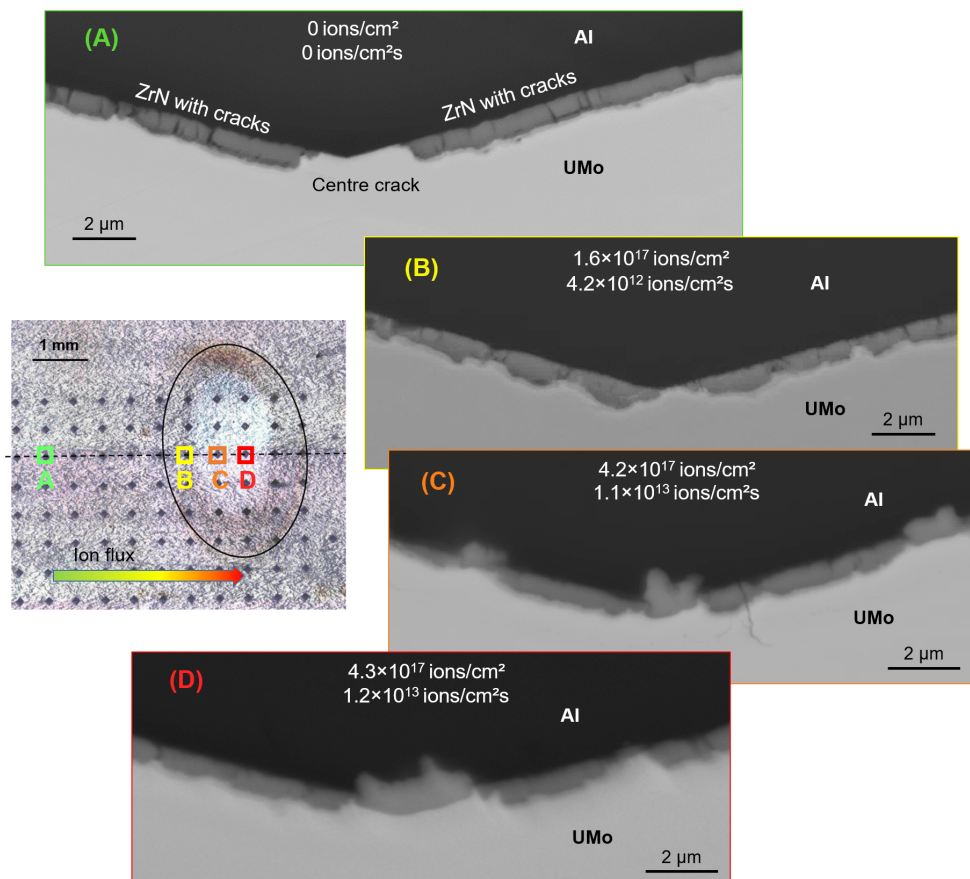 (A)
0 ions/cm²
0 ions/cm²s
Al
ZrN with cracks
ZrN with cracks
Centre crack
UMo
2 µm
(B)
1.6×10¹⁷ ions/cm²
4.2×10¹² ions/cm²s
Al
UMo
2 µm
1 mm
A
B
C
D
Ion flux
(C)
4.2×10¹⁷ ions/cm²
1.1×10¹³ ions/cm²s
Al
UMo
2 µm
(D)
4.3×10¹⁷ ions/cm²
1.2×10¹³ ions/cm²s
Al
UMo
2 µm